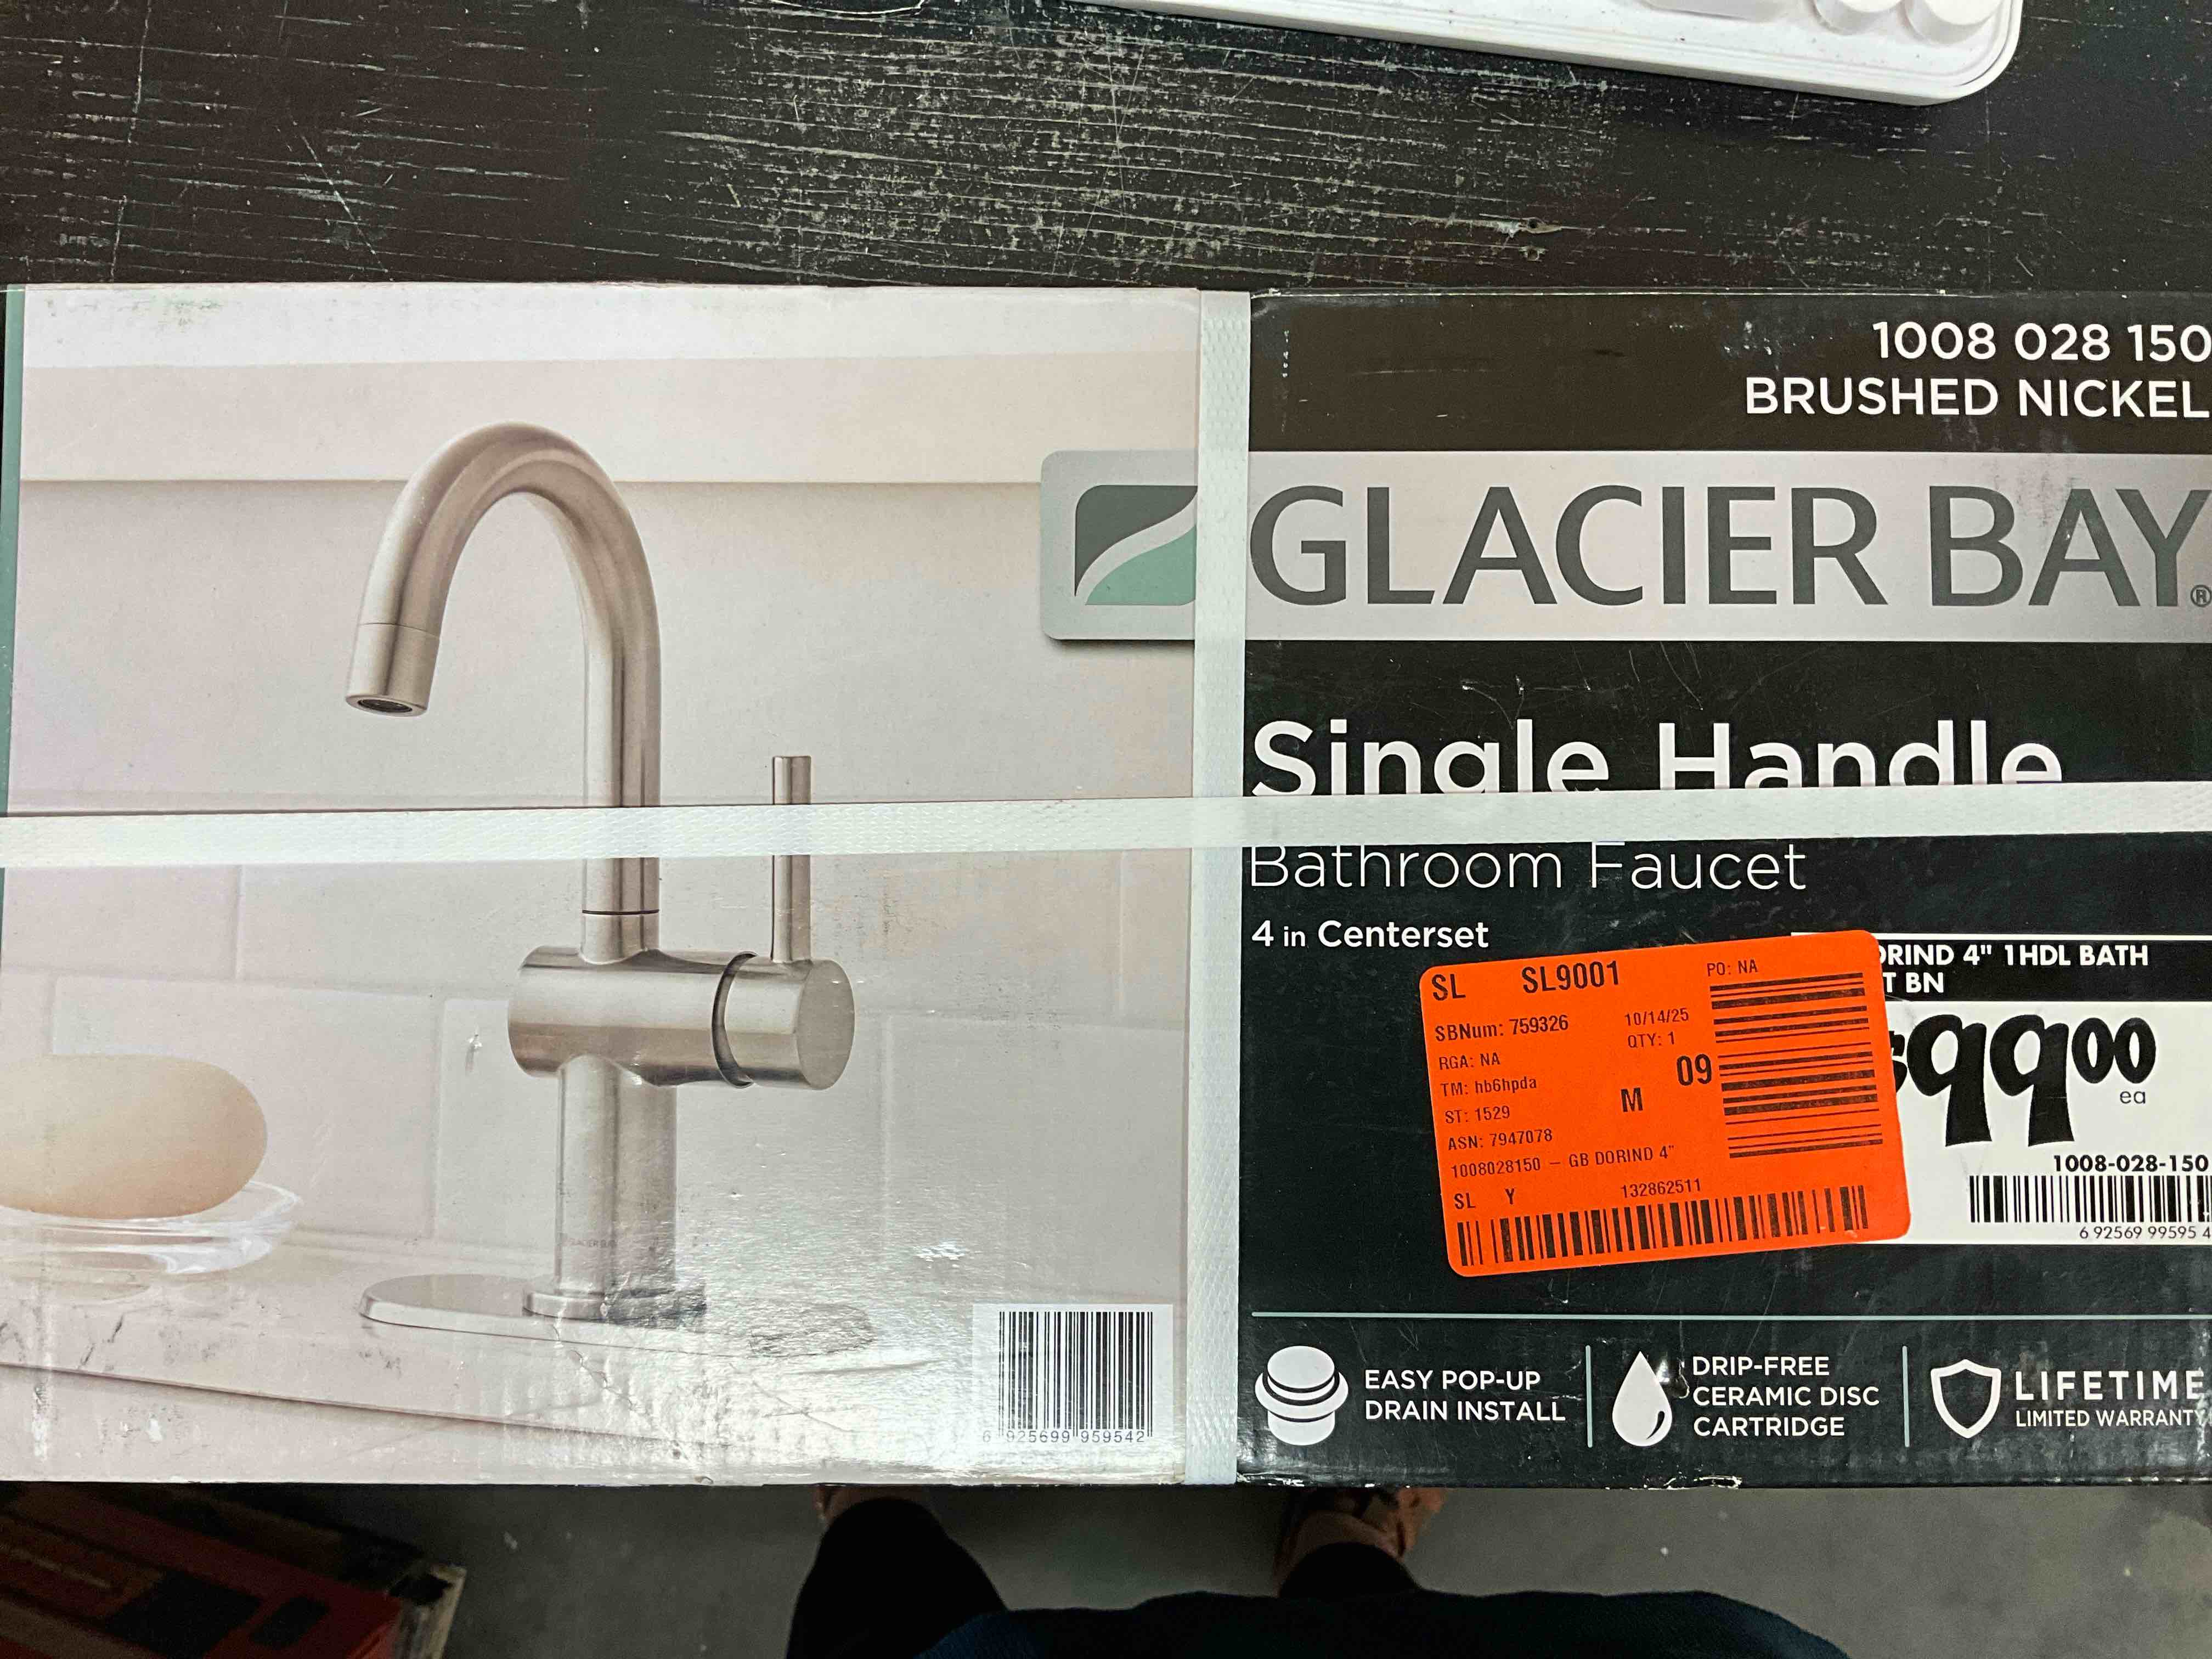 1008 028 150
BRUSHED NICKEL
GLACIER BAY®
Single Handle
Bathroom Faucet
4 in Centerset
DRIND 4" 1HDL BATH
T BN
$99 00
ea
1008-028-150
6 92569 99595 4
SL SL9001 PO: NA
SBNum: 759326 10/14/25
RGA: NA QTY: 1
TM: hb6hpda M 09
ST: 1529
ASN: 7947078
1008028150 – GB DORIND 4"
SL Y 132862511
GLACIER BAY
6 925699 959542
EASY POP-UP
DRAIN INSTALL
DRIP-FREE
CERAMIC DISC
CARTRIDGE
LIFETIME
LIMITED WARRANTY